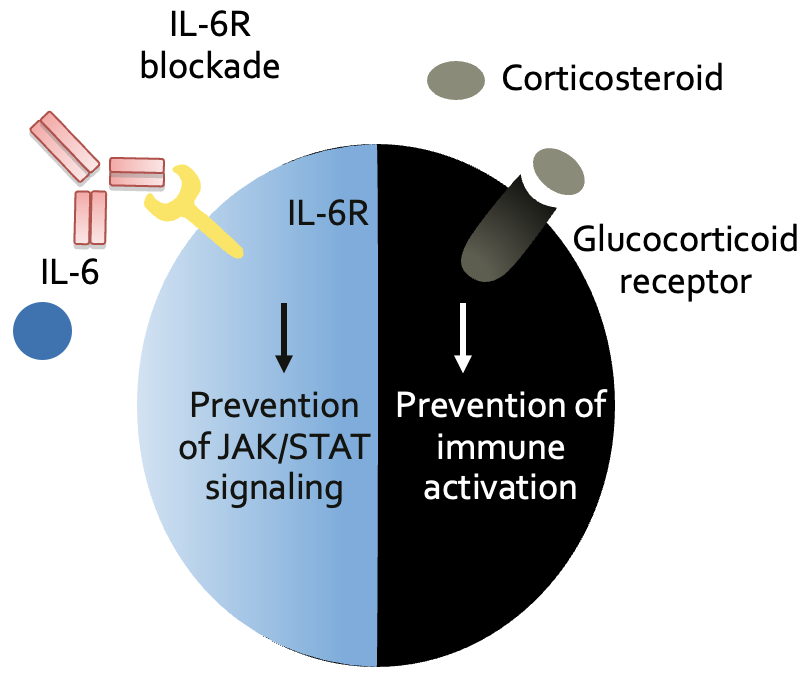 IL-6R
blockade
Corticosteroid
IL-6R
Glucocorticoid
receptor
IL-6
Prevention
of JAK/STAT
signaling
Prevention of
immune
activation